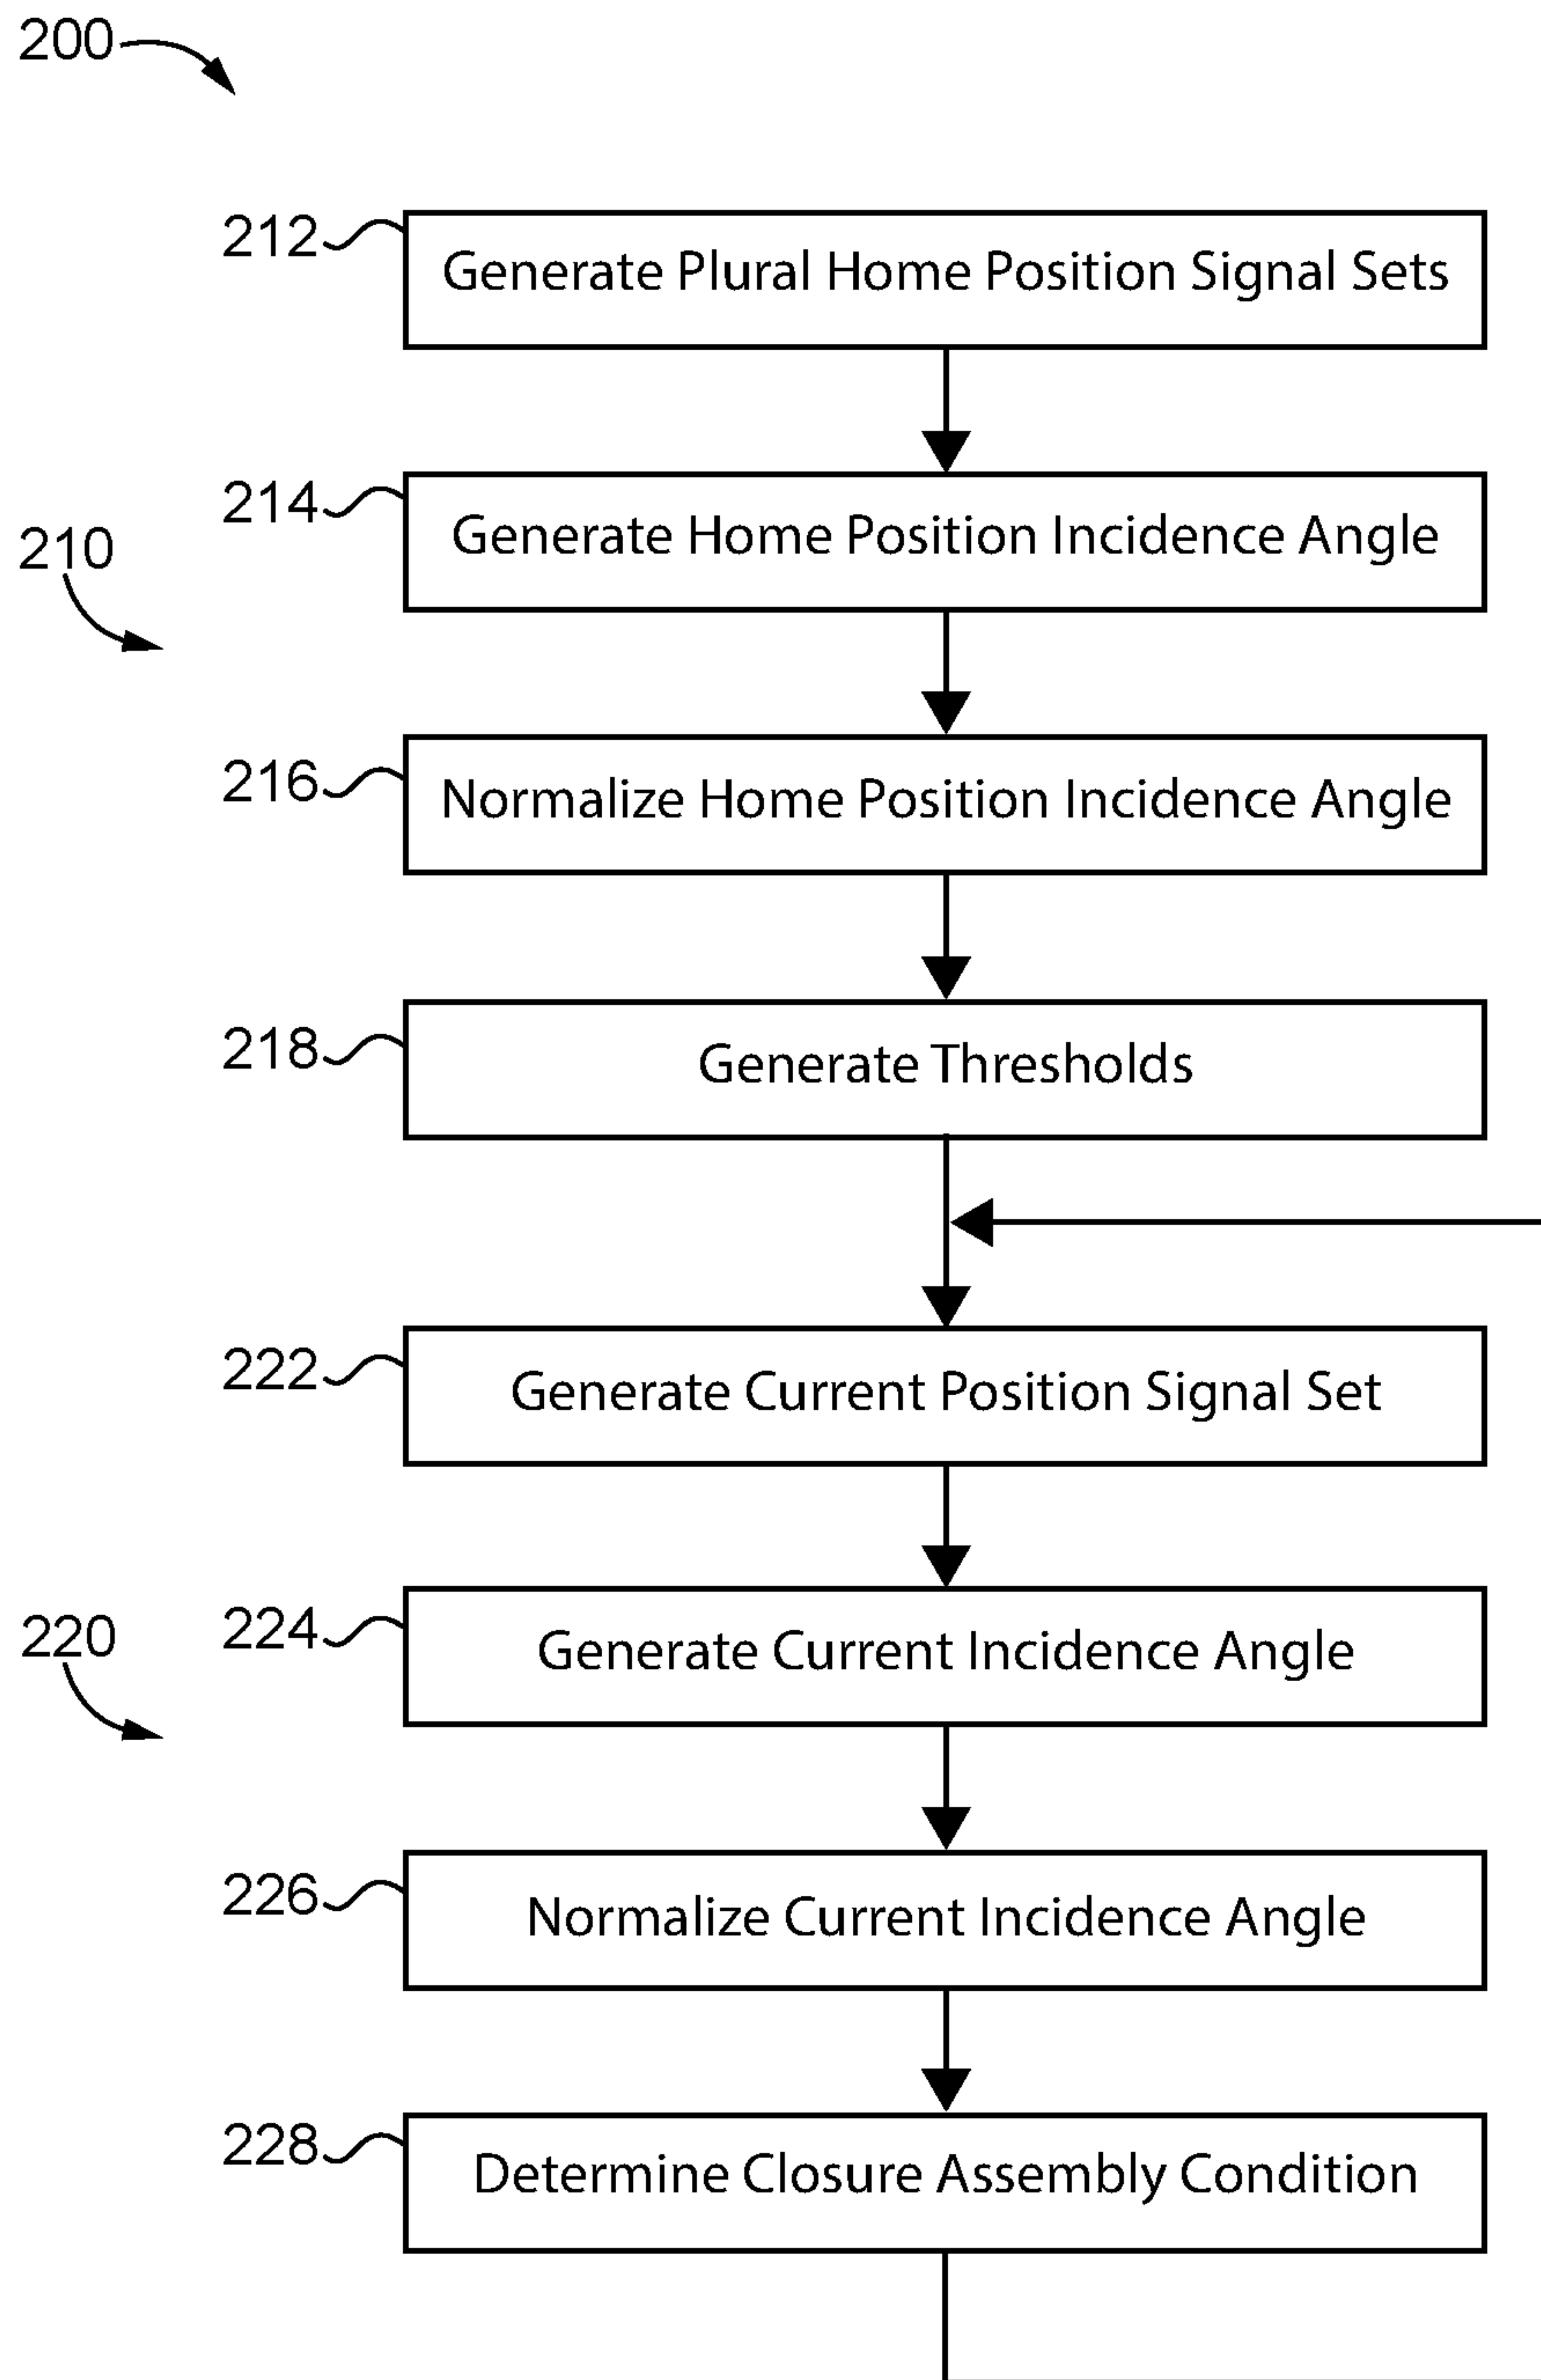 200
212 Generate Plural Home Position Signal Sets
214 Generate Home Position Incidence Angle
210
216 Normalize Home Position Incidence Angle
218 Generate Thresholds
222 Generate Current Position Signal Set
224 Generate Current Incidence Angle
220
226 Normalize Current Incidence Angle
228 Determine Closure Assembly Condition